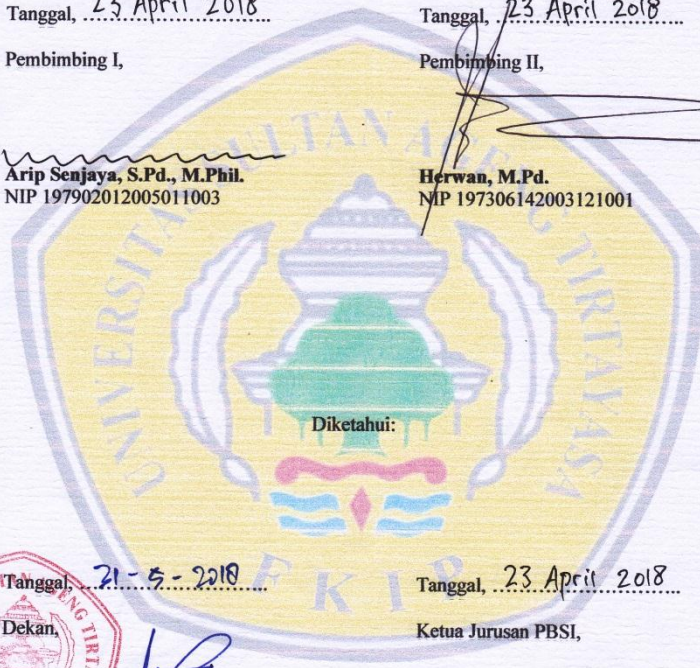 Tanggal, 23 April 2018
Tanggal, 23 April 2018
Pembimbing I,
Pembimbing II,
Arip Senjaya, S.Pd., M.Phil.
NIP 197902012005011003
Herwan, M.Pd.
NIP 197306142003121001
UNIVERSITAS SULTAN AGENG TIRTAYASA
Diketahui:
FKIP
Tanggal, 21-5-2018
Tanggal, 23 April 2018
Dekan,
Ketua Jurusan PBSI,